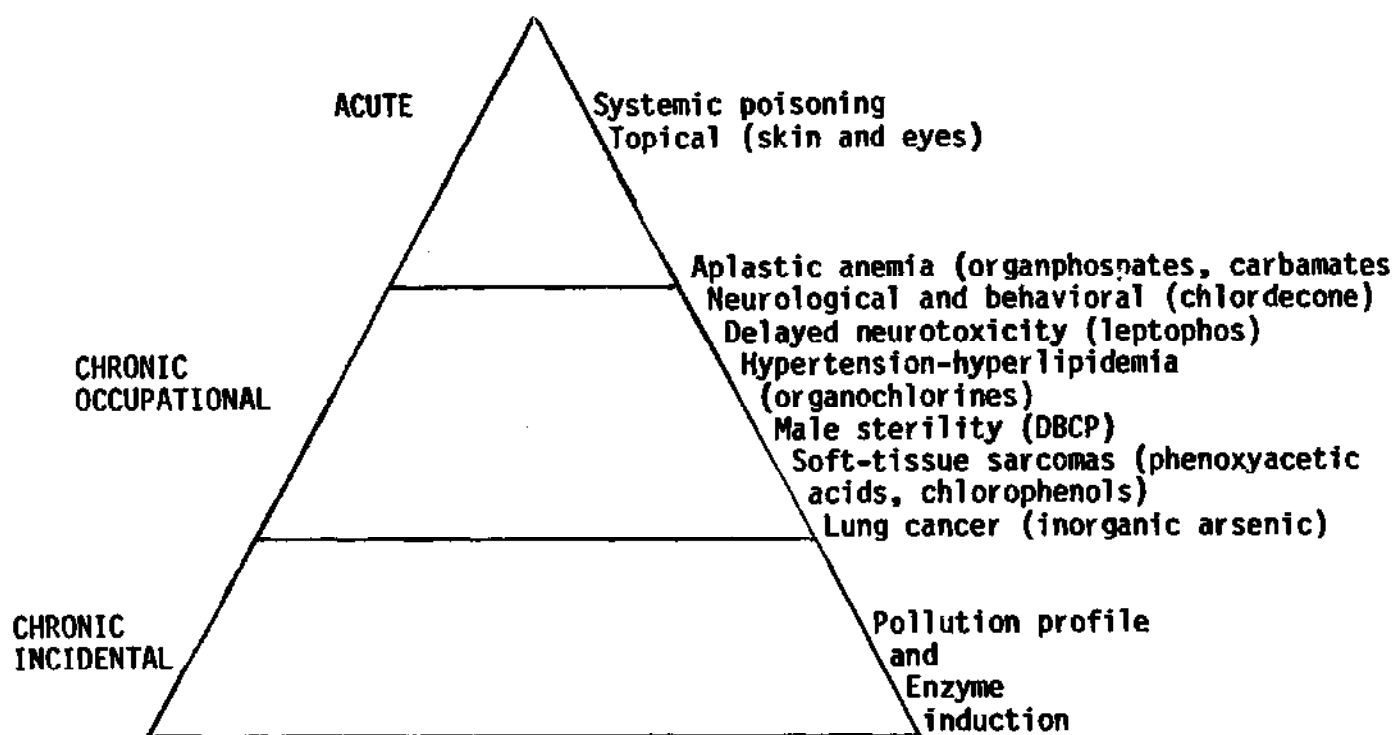 ACUTE
Systemic poisoning
Topical (skin and eyes)
CHRONIC
OCCUPATIONAL
Aplastic anemia (organphospnates, carbamates
Neurological and behavioral (chlordecone)
Delayed neurotoxicity (leptophos)
Hypertension-hyperlipidemia
(organochlorines)
Male sterility (DBCP)
Soft-tissue sarcomas (phenoxyacetic
acids, chlorophenols)
Lung cancer (inorganic arsenic)
CHRONIC
INCIDENTAL
Pollution profile
and
Enzyme
induction